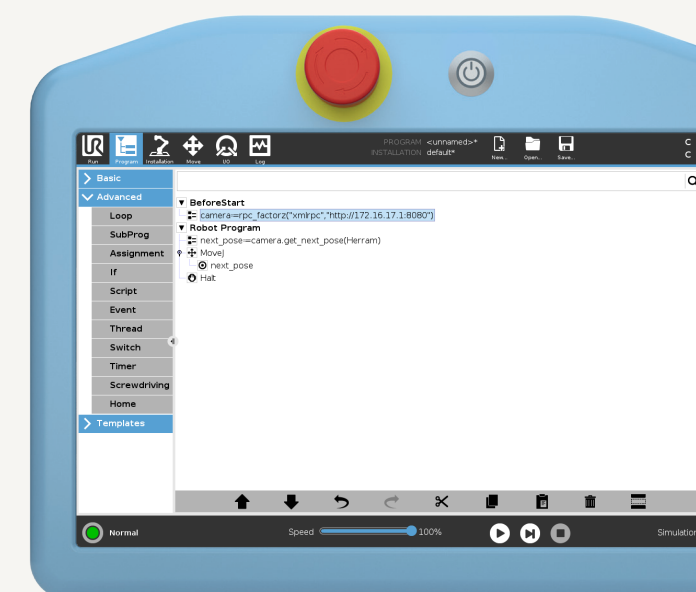 UR
PROGRAM <unnamed>*
INSTALLATION default*
C
C
Run Program Installation Move I/O Log New... Open... Save...
Basic
Advanced
Loop
SubProg
Assignment
If
Script
Event
Thread
Switch
Timer
Screwdriving
Home
Templates
BeforeStart
camera≔rpc_factorz("xmlrpc","http://172.16.17.1:8080")
Robot Program
next_pose≔camera.get_next_pose(Herram)
MoveJ
next_pose
Halt
Normal
Speed 100%
Simulation